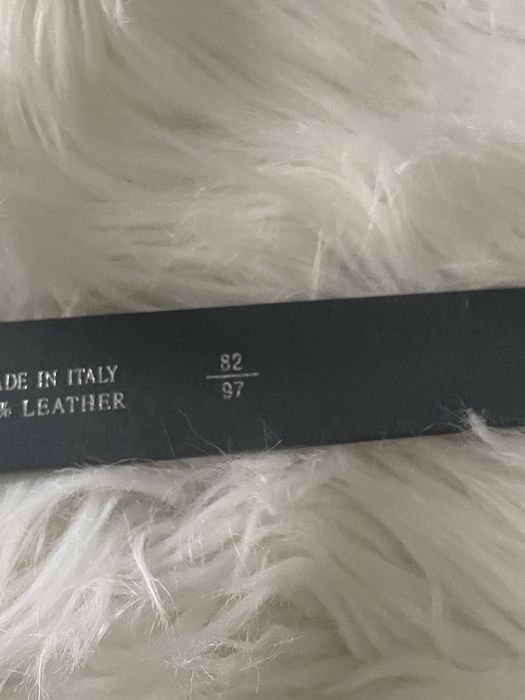 ADE IN ITALY
% LEATHER
82
97